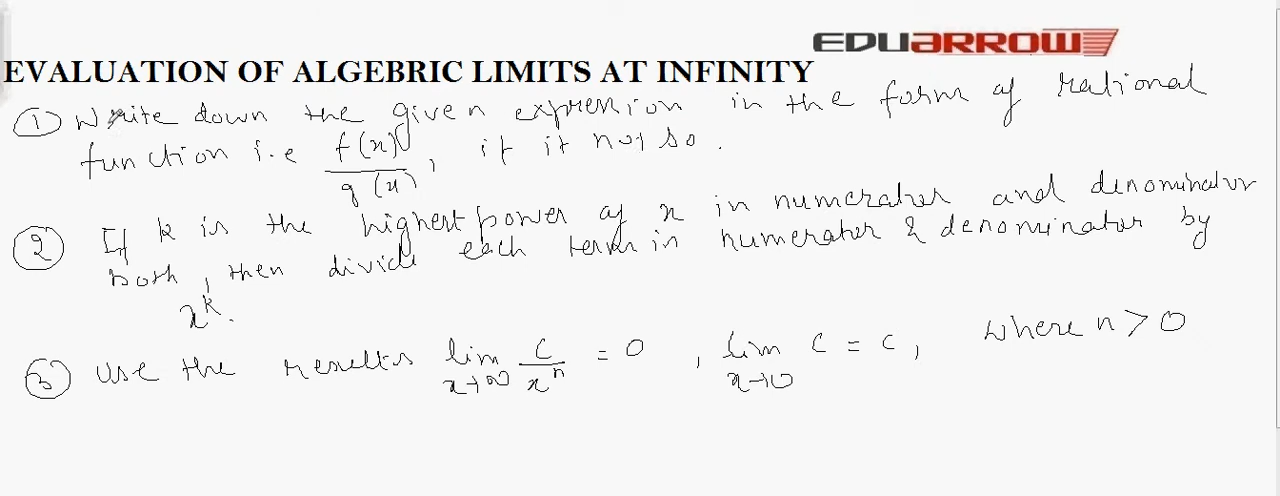 EDUARROW
EVALUATION OF ALGEBRIC LIMITS AT INFINITY
① Write down the given expression in the form of rational
function i.e f(x)/g(x), if it not so.
② If k is the highest power of x in numerator and denominator
both, then divide each term in numerator & denominator by
x^k.
③ Use the results lim x→∞ c/x^n = 0, lim x→∞ c = c, where n > 0